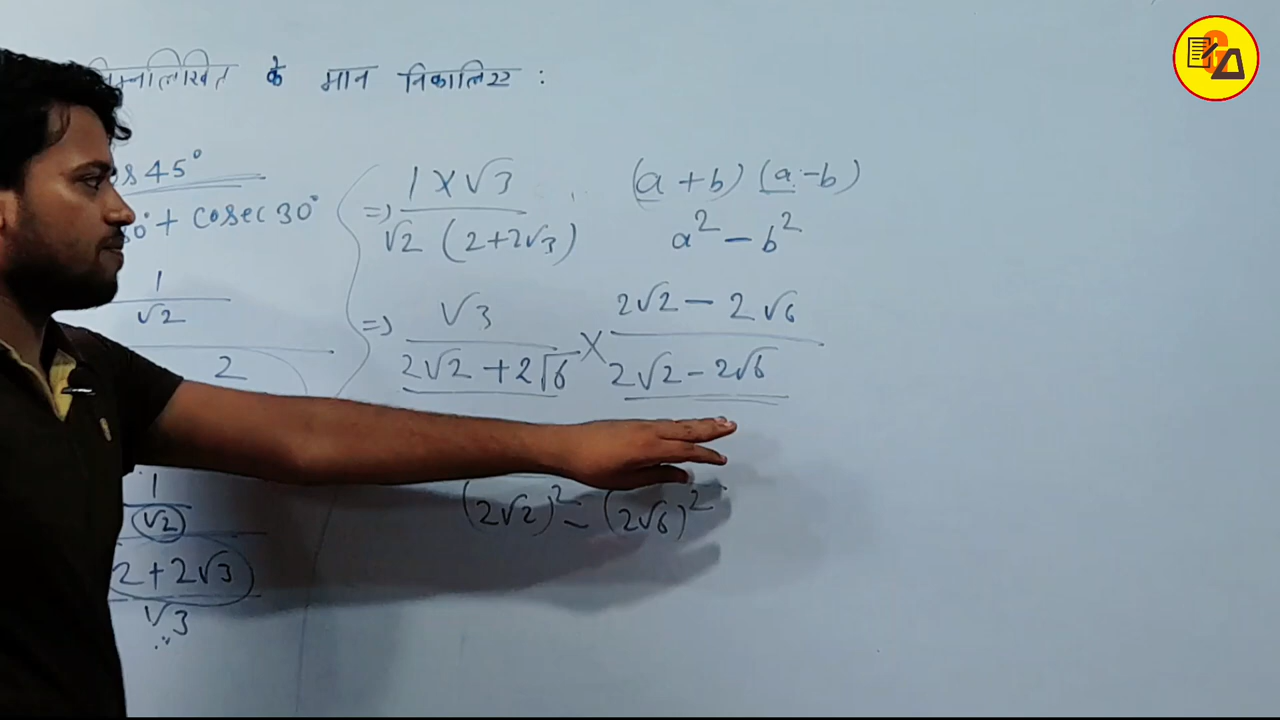 के मान निकालिए :
45°
+ cosec 30°
1
√2
2
1
√2
2+2√3
√3
=> 1 X √3
√2 (2+2√3)
(a+b) (a-b)
a² - b²
=> √3 X 2√2 - 2√6
2√2 + 2√6 2√2 - 2√6
(2√2)² - (2√6)²